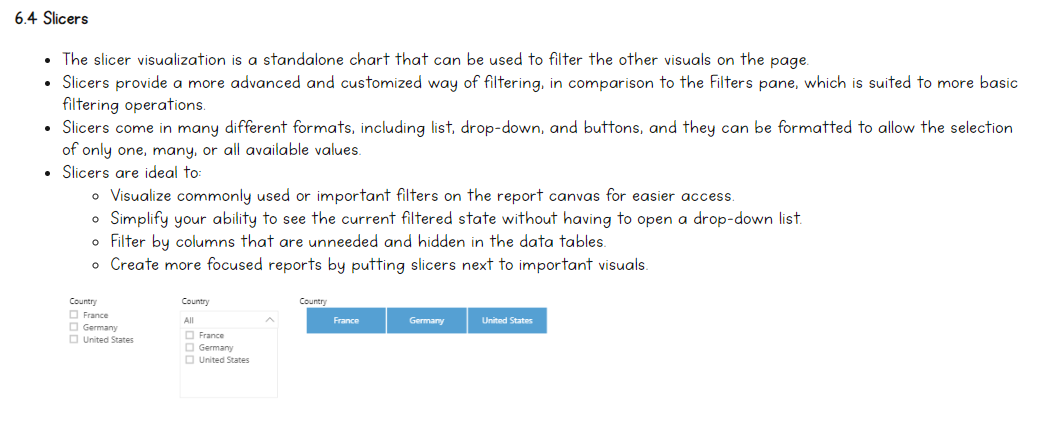 6.4 Slicers
• The slicer visualization is a standalone chart that can be used to filter the other visuals on the page.
• Slicers provide a more advanced and customized way of filtering, in comparison to the Filters pane, which is suited to more basic
filtering operations.
• Slicers come in many different formats, including list, drop-down, and buttons, and they can be formatted to allow the selection
of only one, many, or all available values.
• Slicers are ideal to:
o Visualize commonly used or important filters on the report canvas for easier access.
o Simplify your ability to see the current filtered state without having to open a drop-down list.
o Filter by columns that are unneeded and hidden in the data tables.
o Create more focused reports by putting slicers next to important visuals.
Country
France
Germany
United States
Country
All
France
Germany
United States
Country
France Germany United States